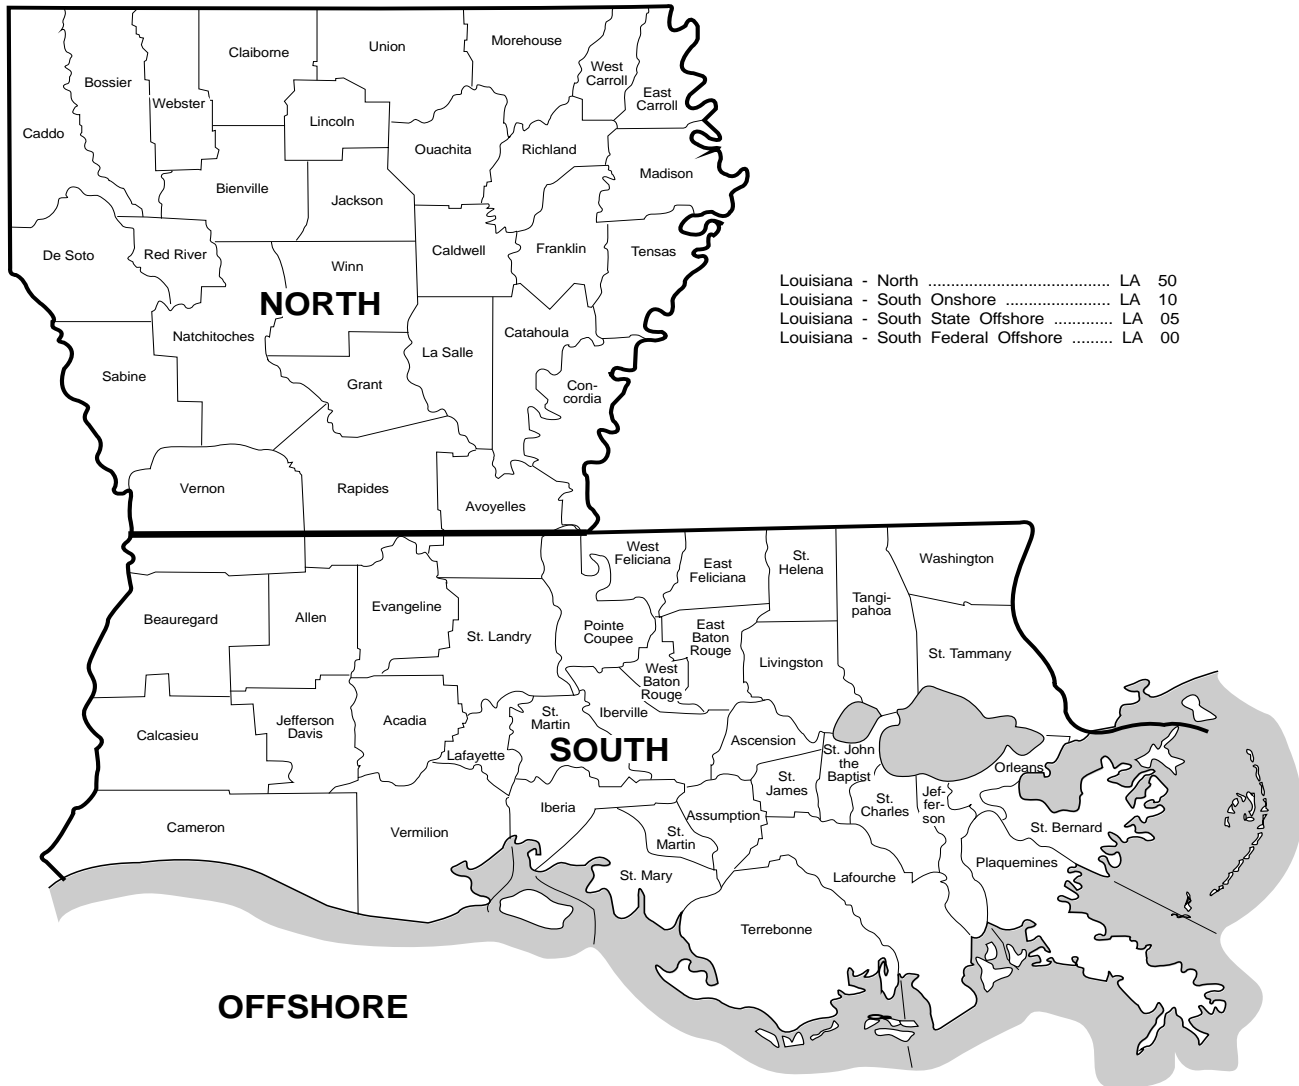 Claiborne
Union
Morehouse
West
Carroll
Bossier
Webster
East
Carroll
Caddo
Lincoln
Ouachita
Richland
Madison
Bienville
Jackson
De Soto
Red River
Winn
Caldwell
Franklin
Tensas
NORTH
Natchitoches
Catahoula
La Salle
Sabine
Grant
Con-
cordia
Vernon
Rapides
Avoyelles
Louisiana - North ...................................... LA 50
Louisiana - South Onshore ...................... LA 10
Louisiana - South State Offshore ............. LA 05
Louisiana - South Federal Offshore ......... LA 00
West
Feliciana
East
Feliciana
St.
Helena
Washington
Tangi-
pahoa
Beauregard
Allen
Evangeline
St. Landry
Pointe
Coupee
East
Baton
Rouge
West
Baton
Rouge
Livingston
St. Tammany
Calcasieu
Jefferson
Davis
Acadia
Lafayette
St.
Martin
Iberville
SOUTH
Ascension
St. John
the
Baptist
Orleans
St.
James
St.
Charles
Jef-
fer-
son
St. Bernard
Cameron
Vermilion
Iberia
St.
Martin
Assumption
Plaquemines
St. Mary
Lafourche
Terrebonne
OFFSHORE